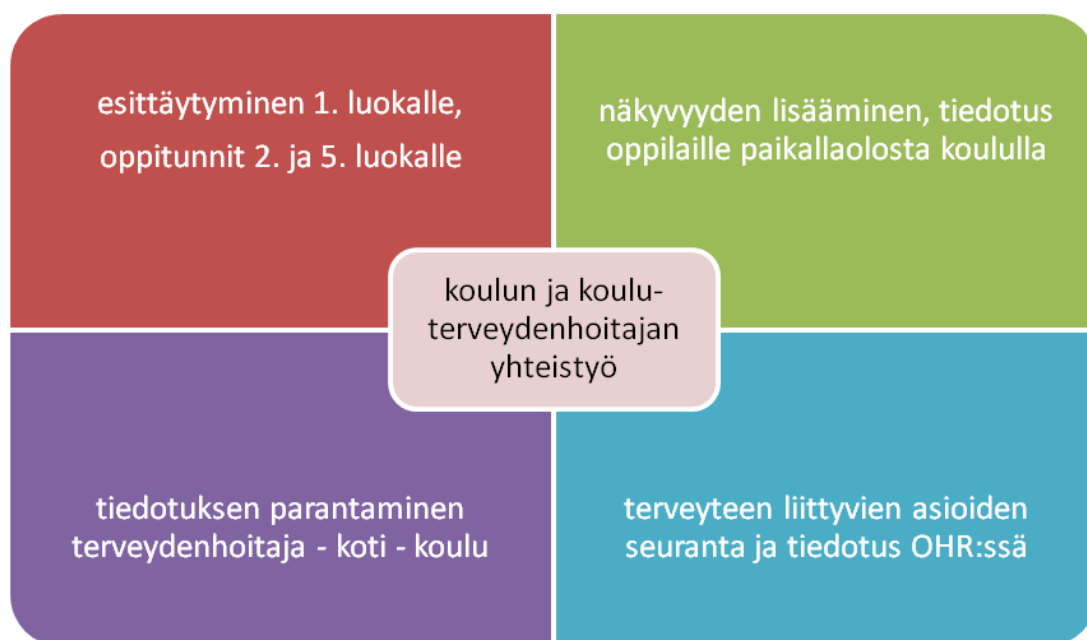 esittäytyminen 1. luokalle,
oppitunnit 2. ja 5. luokalle
näkyvyyden lisääminen, tiedotus
oppilaille paikallaolosta koululla
koulun ja koulu-
terveydenhoitajan
yhteistyö
tiedotuksen parantaminen
terveydenhoitaja - koti - koulu
terveyteen liittyvien asioiden
seuranta ja tiedotus OHR:ssä